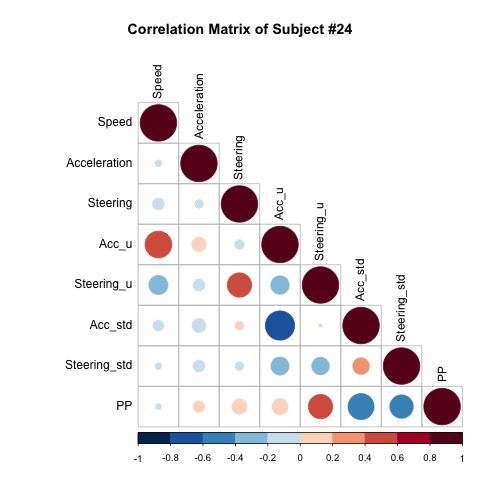 Correlation Matrix of Subject #24
Speed
Acceleration
Steering
Acc_u
Steering_u
Acc_std
Steering_std
PP
Speed
Acceleration
Steering
Acc_u
Steering_u
Acc_std
Steering_std
PP
-1 -0.8 -0.6 -0.4 -0.2 0 0.2 0.4 0.6 0.8 1